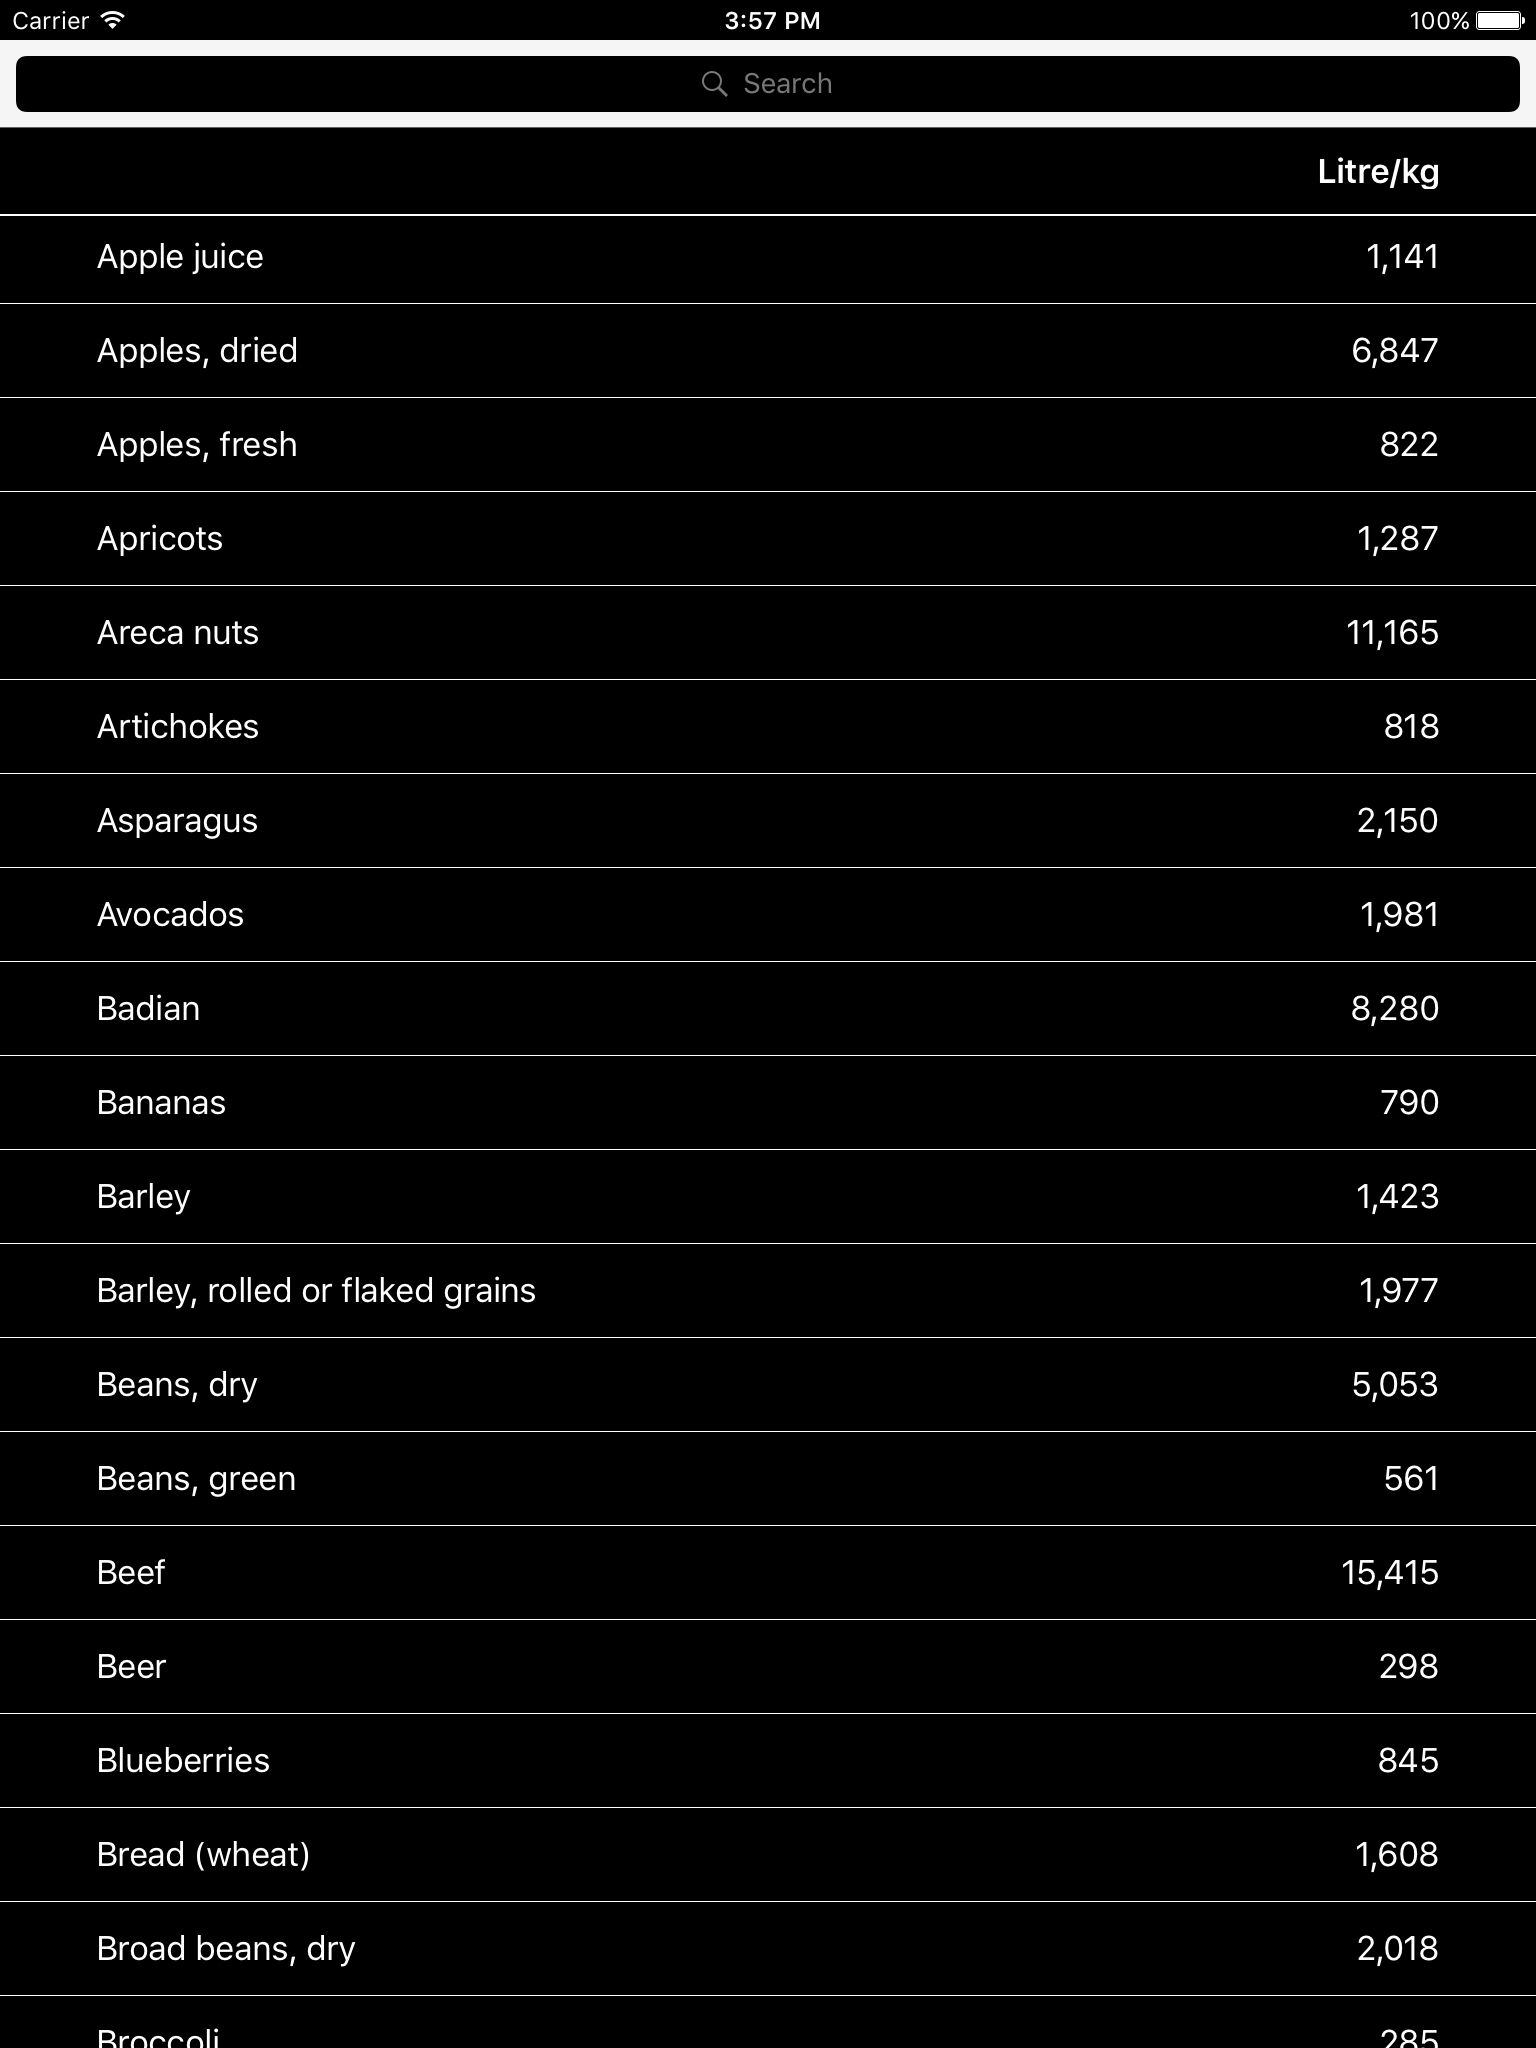 Carrier 3:57 PM 100%
Search
Litre/kg
Apple juice 1,141
Apples, dried 6,847
Apples, fresh 822
Apricots 1,287
Areca nuts 11,165
Artichokes 818
Asparagus 2,150
Avocados 1,981
Badian 8,280
Bananas 790
Barley 1,423
Barley, rolled or flaked grains 1,977
Beans, dry 5,053
Beans, green 561
Beef 15,415
Beer 298
Blueberries 845
Bread (wheat) 1,608
Broad beans, dry 2,018
Broccoli 285